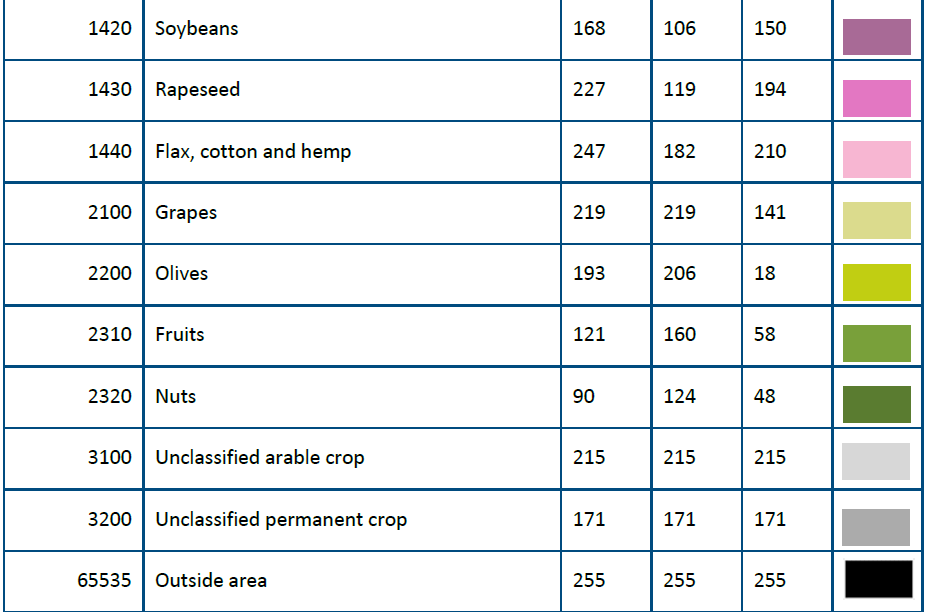 1420 Soybeans 168 106 150
1430 Rapeseed 227 119 194
1440 Flax, cotton and hemp 247 182 210
2100 Grapes 219 219 141
2200 Olives 193 206 18
2310 Fruits 121 160 58
2320 Nuts 90 124 48
3100 Unclassified arable crop 215 215 215
3200 Unclassified permanent crop 171 171 171
65535 Outside area 255 255 255